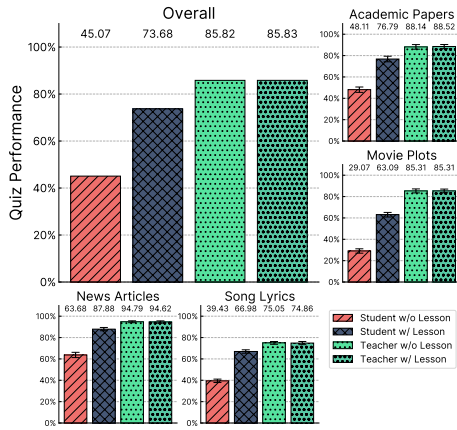 Overall
45.07 73.68 85.82 85.83
Quiz Performance
100%
80%
60%
40%
20%
0%
Academic Papers
48.11 76.79 88.14 88.52
100%
80%
60%
40%
20%
0%
Movie Plots
29.07 63.09 85.31 85.31
100%
80%
60%
40%
20%
0%
News Articles
63.68 87.88 94.79 94.62
100%
80%
60%
40%
20%
0%
Song Lyrics
39.43 66.98 75.05 74.86
100%
80%
60%
40%
20%
0%
Student w/o Lesson
Student w/ Lesson
Teacher w/o Lesson
Teacher w/ Lesson